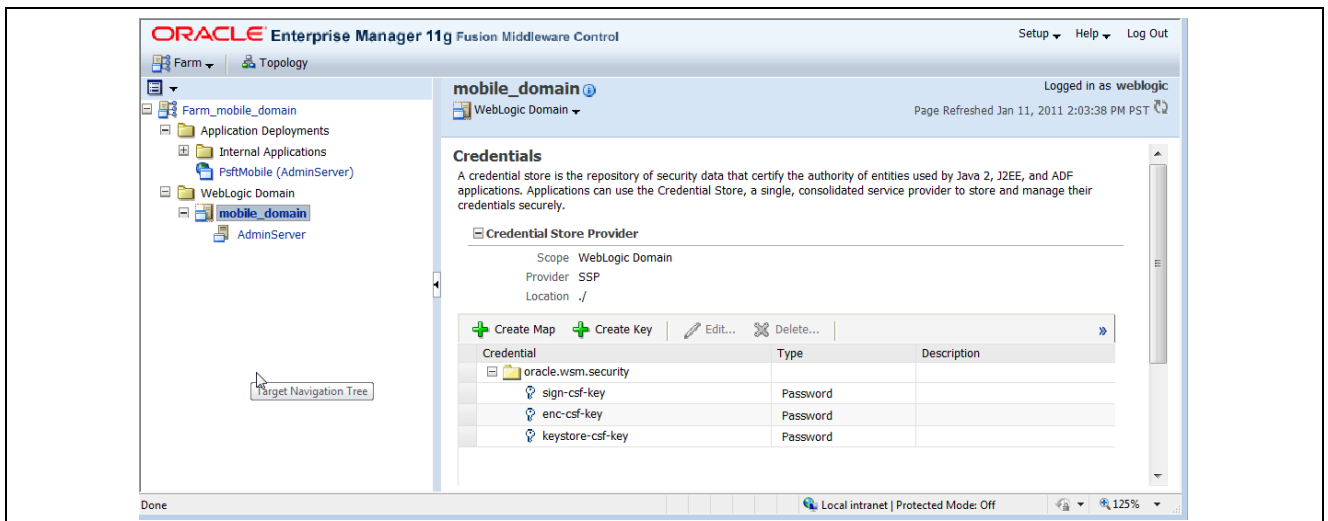 ORACLE Enterprise Manager 11g Fusion Middleware Control
Setup Help Log Out
Farm Topology
Farm_mobile_domain
Application Deployments
Internal Applications
PsftMobile (AdminServer)
WebLogic Domain
mobile_domain
AdminServer
Target Navigation Tree
mobile_domain
Logged in as weblogic
WebLogic Domain
Page Refreshed Jan 11, 2011 2:03:38 PM PST
Credentials
A credential store is the repository of security data that certify the authority of entities used by Java 2, J2EE, and ADF
applications. Applications can use the Credential Store, a single, consolidated service provider to store and manage their
credentials securely.
Credential Store Provider
Scope WebLogic Domain
Provider SSP
Location ./
Create Map Create Key Edit... Delete... »
Credential Type Description
oracle.wsm.security
sign-csf-key Password
enc-csf-key Password
keystore-csf-key Password
Done Local intranet | Protected Mode: Off 125%